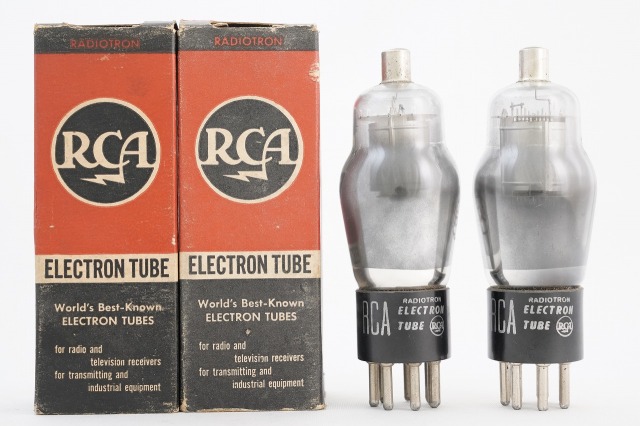 RADIOTRON
RCA
ELECTRON TUBE
World's Best-Known
ELECTRON TUBES
for radio and
television receivers
for transmitting and
industrial equipment
RADIOTRON
RCA
ELECTRON TUBE
World's Best-Known
ELECTRON TUBES
for radio and
television receivers
for transmitting and
industrial equipment
RCA
RADIOTRON
ELECTRON
TUBE
RCA
RCA
RADIOTRON
ELECTRON
TUBE
RCA